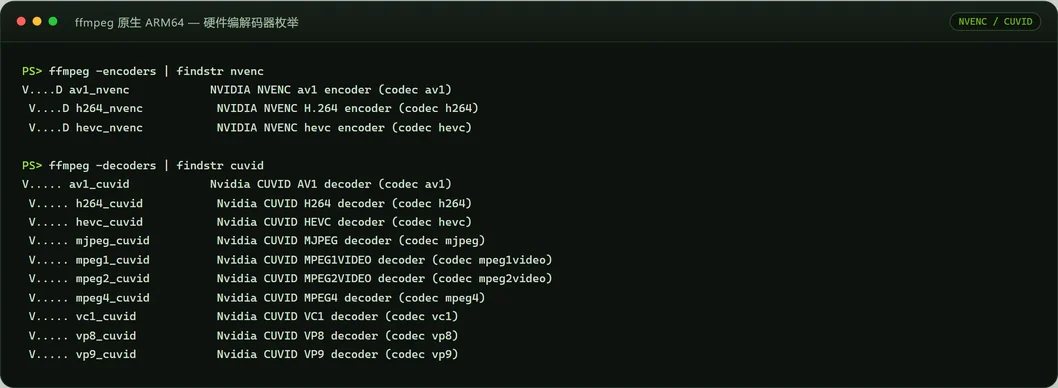 ffmpeg 原生 ARM64 — 硬件编解码器枚举
NVENC / CUVID
PS> ffmpeg -encoders | findstr nvenc
V....D av1_nvenc            NVIDIA NVENC av1 encoder (codec av1)
 V....D h264_nvenc           NVIDIA NVENC H.264 encoder (codec h264)
 V....D hevc_nvenc           NVIDIA NVENC hevc encoder (codec hevc)
PS> ffmpeg -decoders | findstr cuvid
V..... av1_cuvid            Nvidia CUVID AV1 decoder (codec av1)
 V..... h264_cuvid           Nvidia CUVID H264 decoder (codec h264)
 V..... hevc_cuvid           Nvidia CUVID HEVC decoder (codec hevc)
 V..... mjpeg_cuvid          Nvidia CUVID MJPEG decoder (codec mjpeg)
 V..... mpeg1_cuvid          Nvidia CUVID MPEG1VIDEO decoder (codec mpeg1video)
 V..... mpeg2_cuvid          Nvidia CUVID MPEG2VIDEO decoder (codec mpeg2video)
 V..... mpeg4_cuvid          Nvidia CUVID MPEG4 decoder (codec mpeg4)
 V..... vc1_cuvid            Nvidia CUVID VC1 decoder (codec vc1)
 V..... vp8_cuvid            Nvidia CUVID VP8 decoder (codec vp8)
 V..... vp9_cuvid            Nvidia CUVID VP9 decoder (codec vp9)